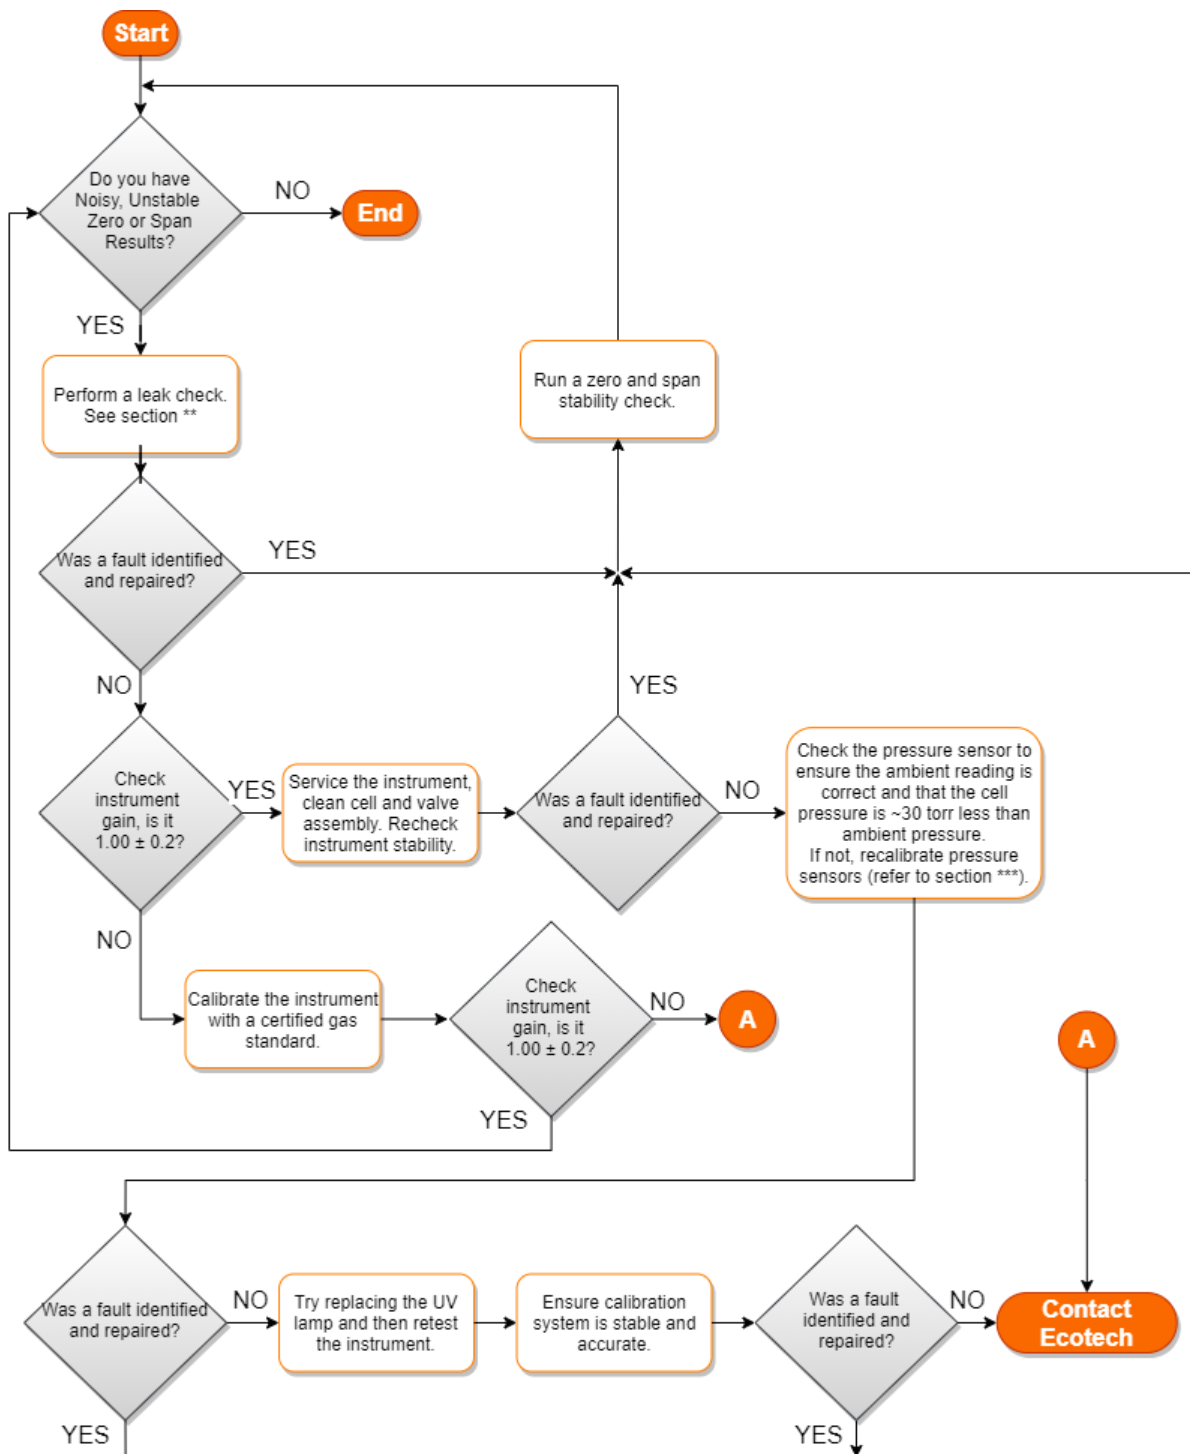 Start
Do you have
Noisy, Unstable
Zero or Span
Results?
NO
End
YES
Perform a leak check.
See section **
Run a zero and span
stability check.
Was a fault identified
and repaired?
YES
NO
YES
Check
instrument
gain, is it
1.00 ± 0.2?
YES
Service the instrument,
clean cell and valve
assembly. Recheck
instrument stability.
Was a fault identified
and repaired?
NO
Check the pressure sensor to
ensure the ambient reading is
correct and that the cell
pressure is ~30 torr less than
ambient pressure.
If not, recalibrate pressure
sensors (refer to section ***).
NO
Calibrate the instrument
with a certified gas
standard.
Check
instrument
gain, is it
1.00 ± 0.2?
NO
A
A
YES
Was a fault identified
and repaired?
NO
Try replacing the UV
lamp and then retest
the instrument.
Ensure calibration
system is stable and
accurate.
Was a fault
identified and
repaired?
NO
Contact
Ecotech
YES
YES